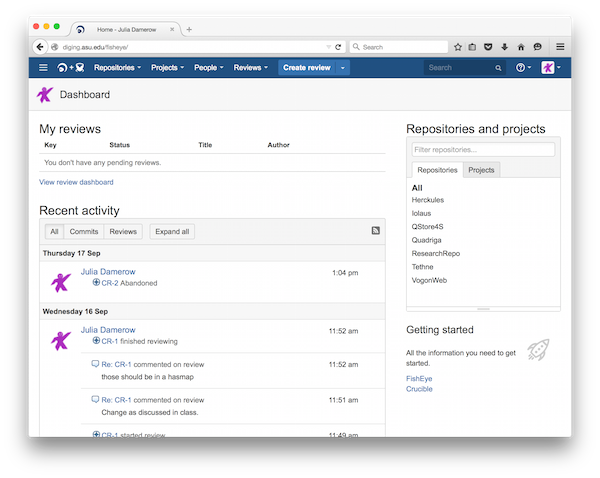 Home - Julia Damerow
diging.asu.edu/fisheye/
Search
Repositories Projects People Reviews Create review Search
Dashboard
My reviews
Key Status Title Author
You don't have any pending reviews.
View review dashboard
Recent activity
All Commits Reviews Expand all
Thursday 17 Sep
Julia Damerow 1:04 pm
CR-2 Abandoned
Wednesday 16 Sep
Julia Damerow 11:52 am
CR-1 finished reviewing
Re: CR-1 commented on review 11:52 am
those should be in a hasmap
Re: CR-1 commented on review 11:51 am
Change as discussed in class.
CR-1 started review 11:49 am
Repositories and projects
Filter repositories...
Repositories Projects
All
Herckules
Iolaus
QStore4S
Quadriga
ResearchRepo
Tethne
VogonWeb
Getting started
All the information you need to get
started.
FishEye
Crucible